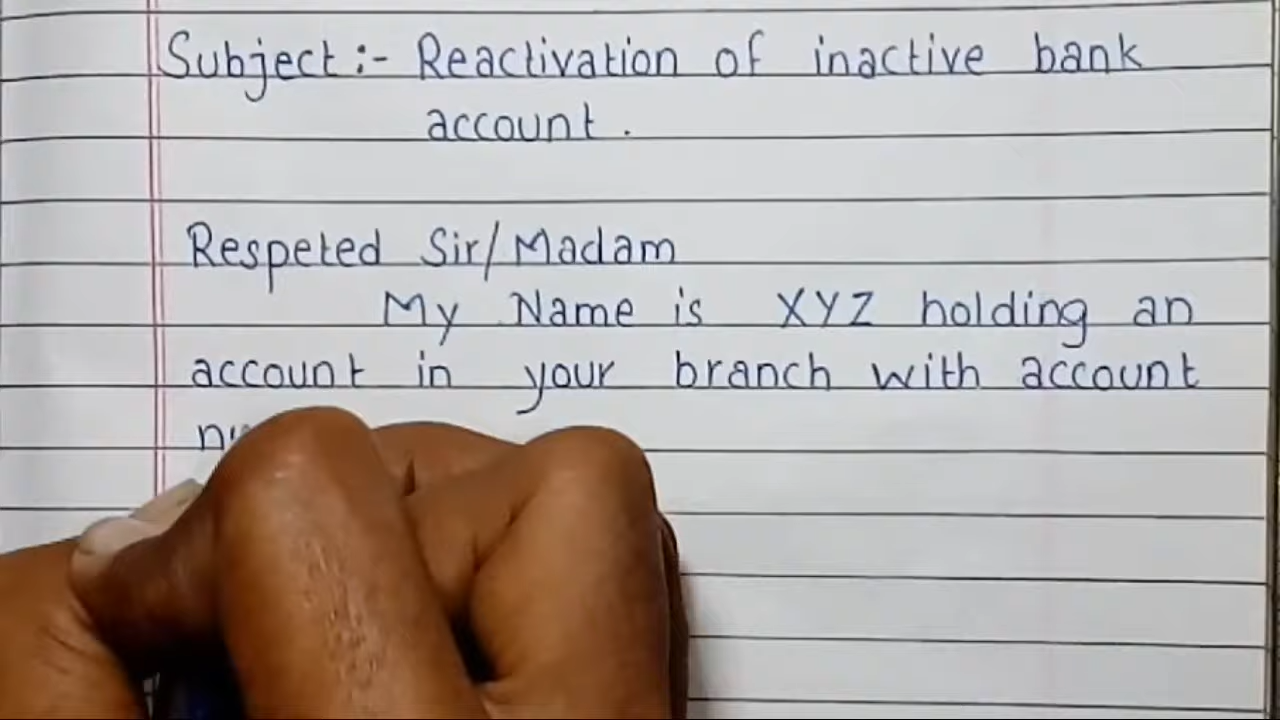 Subject :- Reactivation of inactive bank
account.
Respeted Sir/Madam
My Name is XYZ holding an
account in your branch with account